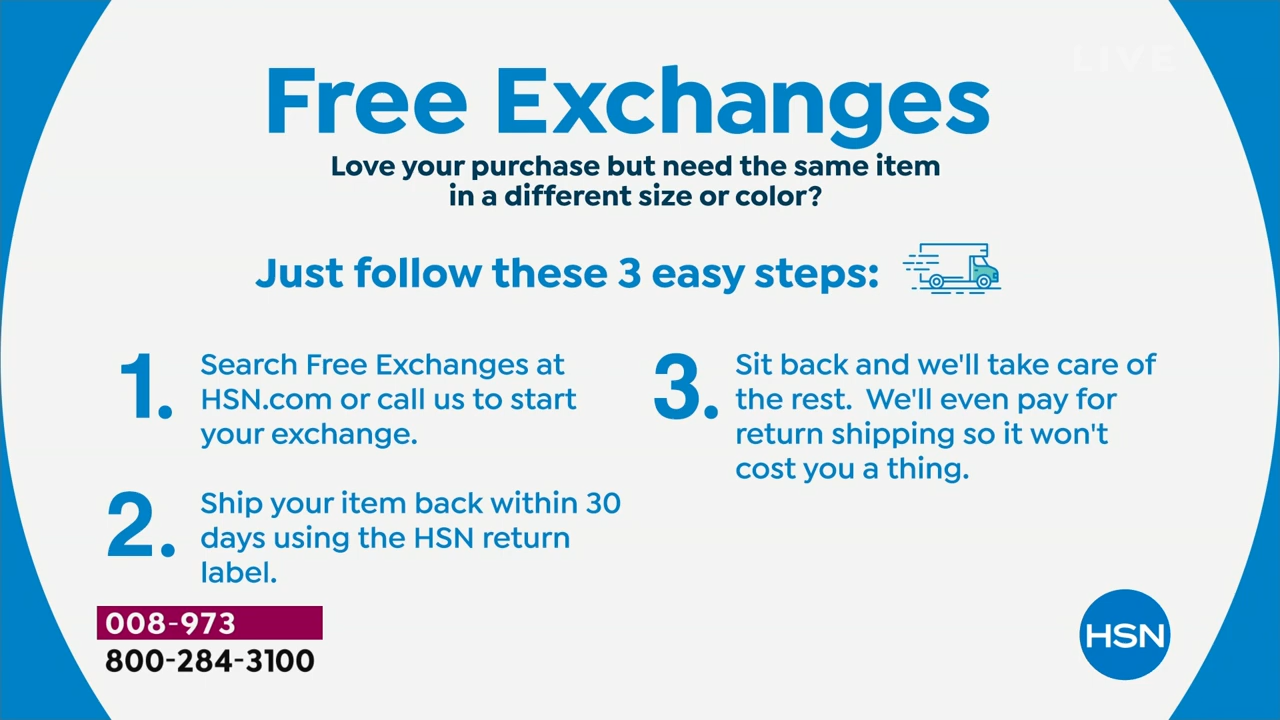 LIVE
Free Exchanges
Love your purchase but need the same item
in a different size or color?
Just follow these 3 easy steps:
1. Search Free Exchanges at
HSN.com or call us to start
your exchange.
2. Ship your item back within 30
days using the HSN return
label.
3. Sit back and we'll take care of
the rest. We'll even pay for
return shipping so it won't
cost you a thing.
008-973
800-284-3100
HSN